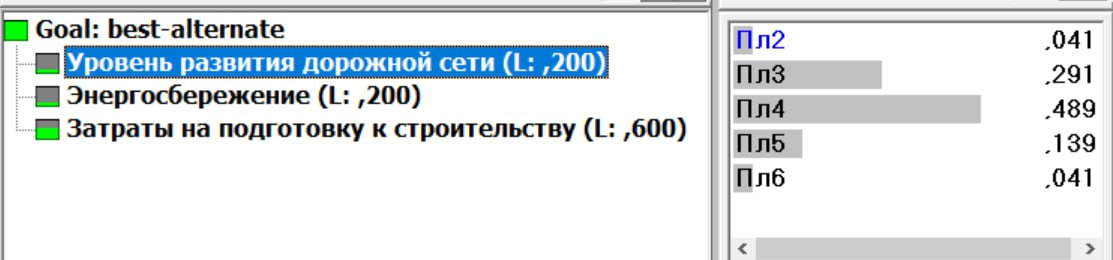 Goal: best-alternate
Уровень развития дорожной сети (L: ,200)
Энергосбережение (L: ,200)
Затраты на подготовку к строительству (L: ,600)
Пл2 ,041
Пл3 ,291
Пл4 ,489
Пл5 ,139
Пл6 ,041